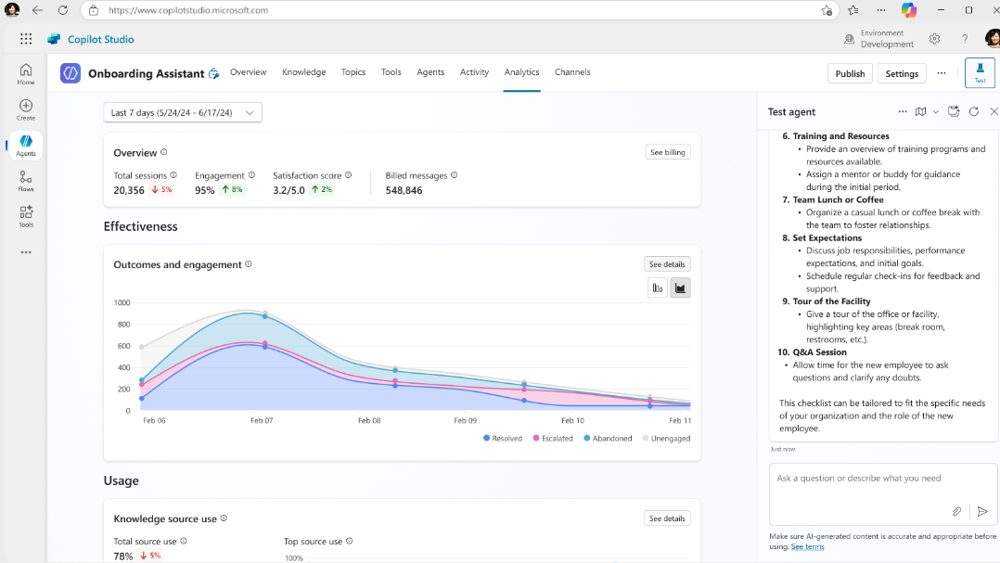 https://www.copilotstudio.microsoft.com
Copilot Studio
Environment
Development
Home
Create
Agents
Flows
Tools
Onboarding Assistant
Overview Knowledge Topics Tools Agents Activity Analytics Channels
Publish Settings ... Test
Last 7 days (5/24/24 - 6/17/24)
Overview
See billing
Total sessions Engagement Satisfaction score Billed messages
20,356 ↓ 5% 95% ↑ 8% 3.2/5.0 ↑ 2% 548,846
Effectiveness
Outcomes and engagement
See details
1000
800
600
400
200
0
Feb 06 Feb 07 Feb 08 Feb 09 Feb 10 Feb 11
Resolved Escalated Abandoned Unengaged
Usage
Knowledge source use
See details
Total source use Top source use
78% ↓ 5% 100%
Test agent
6. Training and Resources
• Provide an overview of training programs and
resources available.
• Assign a mentor or buddy for guidance
during the initial period.
7. Team Lunch or Coffee
• Organize a casual lunch or coffee break with
the team to foster relationships.
8. Set Expectations
• Discuss job responsibilities, performance
expectations, and initial goals.
• Schedule regular check-ins for feedback and
support.
9. Tour of the Facility
• Give a tour of the office or facility,
highlighting key areas (break room,
restrooms, etc.).
10. Q&A Session
• Allow time for the new employee to ask
questions and clarify any doubts.
This checklist can be tailored to fit the specific needs
of your organization and the role of the new
employee.
Just now
Ask a question or describe what you need
Make sure AI-generated content is accurate and appropriate before
using. See terms